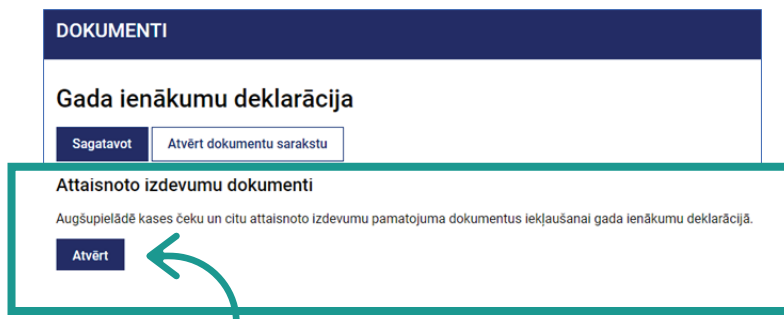 DOKUMENTI
Gada ienākumu deklarācija
Sagatavot
Atvērt dokumentu sarakstu
Attaisnoto izdevumu dokumenti
Augšupielādē kases čeku un citu attaisnoto izdevumu pamatojuma dokumentus iekļaušanai gada ienākumu deklarācijā.
Atvērt